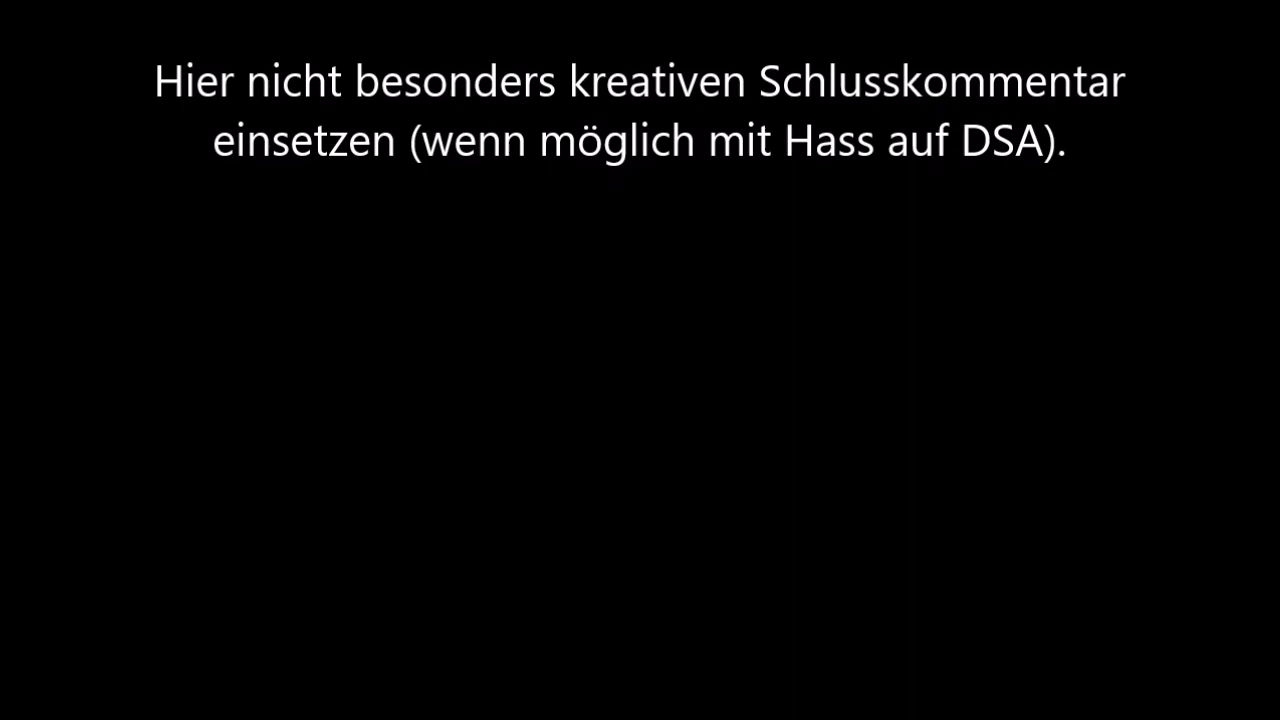 Hier nicht besonders kreativen Schlusskommentar
einsetzen (wenn möglich mit Hass auf DSA).